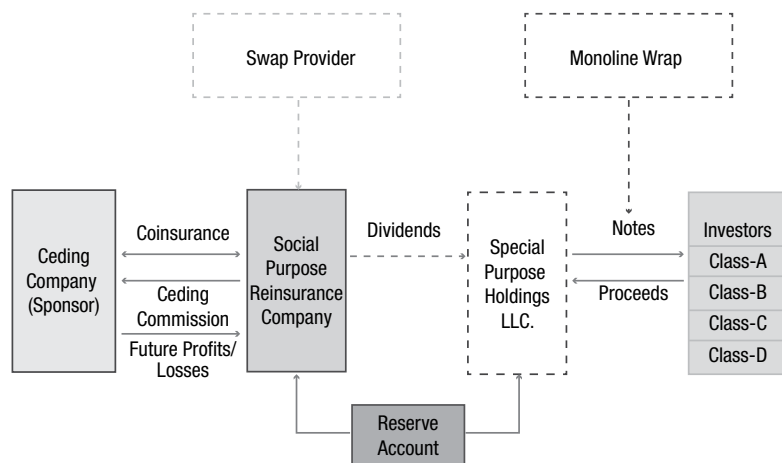 Swap Provider
Monoline Wrap
Ceding
Company
(Sponsor)
Coinsurance
Ceding
Commission
Future Profits/
Losses
Social
Purpose
Reinsurance
Company
Dividends
Special
Purpose
Holdings
LLC.
Notes
Proceeds
Investors
Class-A
Class-B
Class-C
Class-D
Reserve
Account